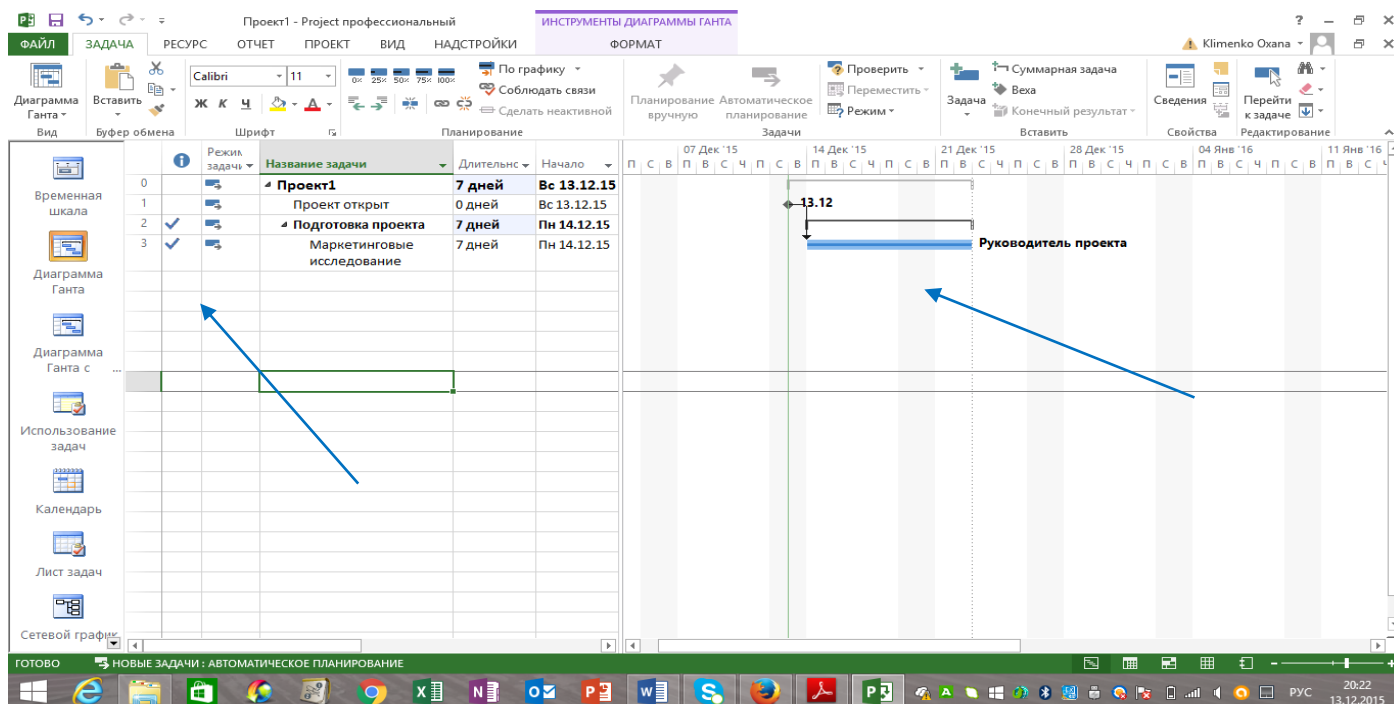 Проект1 - Project профессиональный
ИНСТРУМЕНТЫ ДИАГРАММЫ ГАНТА
ФАЙЛ ЗАДАЧА РЕСУРС ОТЧЕТ ПРОЕКТ ВИД НАДСТРОЙКИ ФОРМАТ
Klimenko Oxana
Диаграмма Ганта
Вид
Вставить
Буфер обмена
Calibri 11
Ж К Ч А
Шрифт
0× 25× 50× 75× 100×
По графику
Соблюдать связи
Сделать неактивной
Планирование
Планирование вручную
Автоматическое планирование
Проверить
Переместить
Режим
Задачи
Задача
Суммарная задача
Веха
Конечный результат
Вставить
Сведения
Свойства
Перейти к задаче
Редактирование
Временная шкала
Диаграмма Ганта
Диаграмма Ганта с ...
Использование задач
Календарь
Лист задач
Сетевой график
Режим задачи Название задачи Длительнс Начало
0 Проект1 7 дней Вс 13.12.15
1 Проект открыт 0 дней Вс 13.12.15
2 Подготовка проекта 7 дней Пн 14.12.15
3 Маркетинговые исследование 7 дней Пн 14.12.15
07 Дек '15 14 Дек '15 21 Дек '15 28 Дек '15 04 Янв '16 11 Янв '16
П С В П В С Ч П С В П В С Ч П С В П В С Ч П С В П В С Ч П С В П В С Ч
13.12
Руководитель проекта
ГОТОВО НОВЫЕ ЗАДАЧИ : АВТОМАТИЧЕСКОЕ ПЛАНИРОВАНИЕ
РУС
20:22
13.12.2015